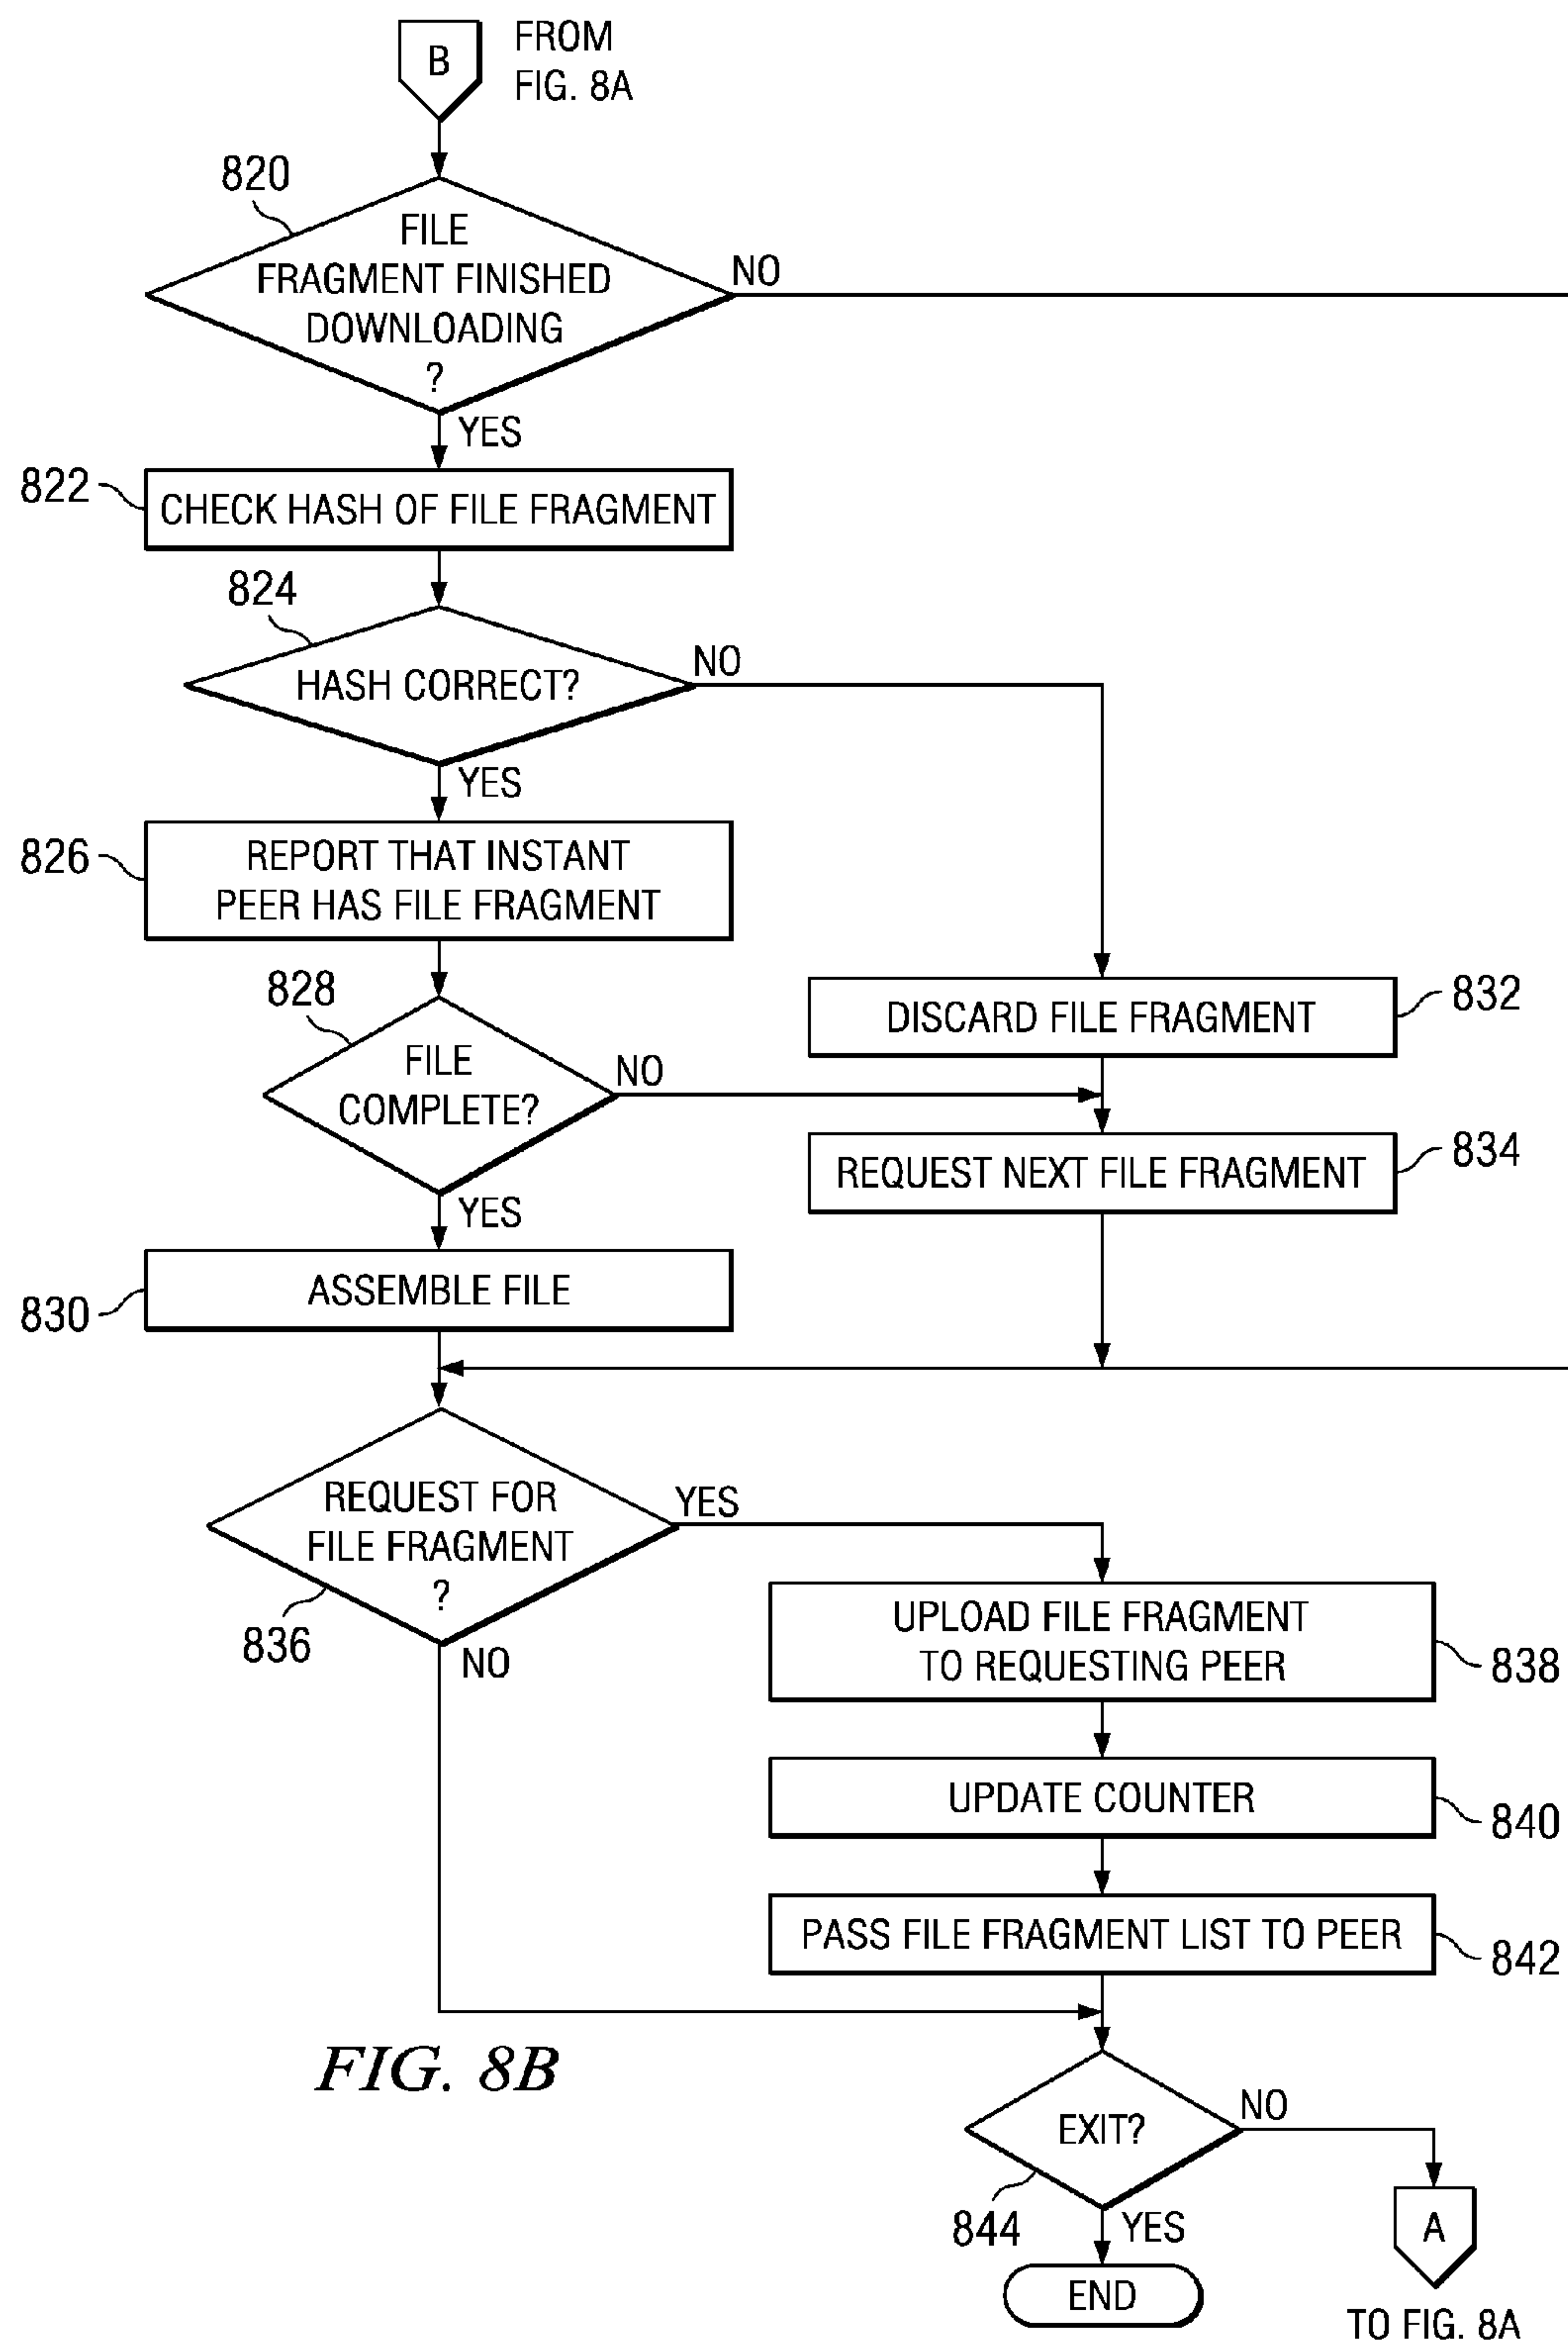 B
FROM
FIG. 8A
820
FILE
FRAGMENT FINISHED
DOWNLOADING
?
NO
YES
822
CHECK HASH OF FILE FRAGMENT
824
HASH CORRECT?
NO
YES
826
REPORT THAT INSTANT
PEER HAS FILE FRAGMENT
828
FILE
COMPLETE?
NO
DISCARD FILE FRAGMENT
832
REQUEST NEXT FILE FRAGMENT
834
YES
ASSEMBLE FILE
830
REQUEST FOR
FILE FRAGMENT
?
YES
836
NO
UPLOAD FILE FRAGMENT
TO REQUESTING PEER
838
UPDATE COUNTER
840
PASS FILE FRAGMENT LIST TO PEER
842
FIG. 8B
EXIT?
NO
844
YES
A
END
TO FIG. 8A